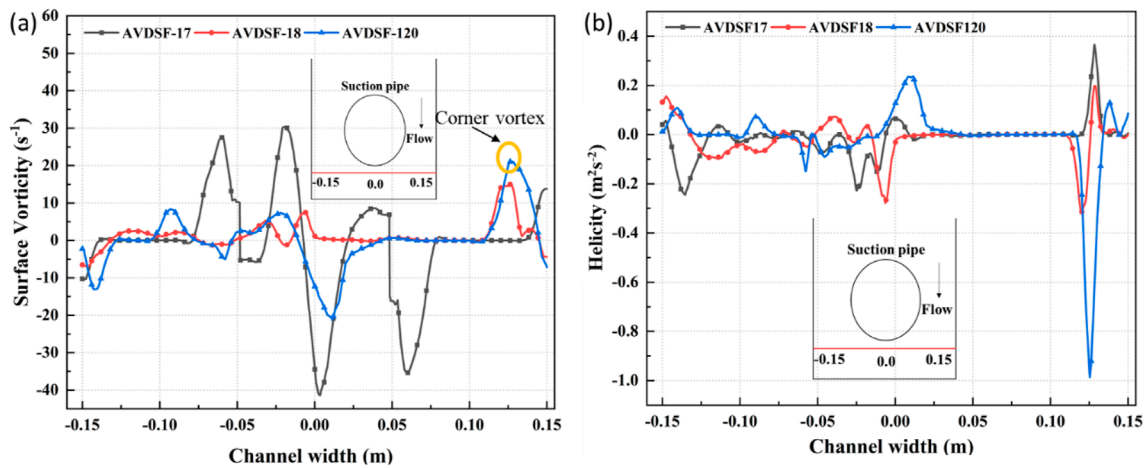 (a)
AVDSF-17 AVDSF-18 AVDSF-120
60
50
40
30
20
10
0
-10
-20
-30
-40
Surface Vorticity (s⁻¹)
Suction pipe
Flow
-0.15 0.0 0.15
Corner vortex
-0.15 -0.10 -0.05 0.00 0.05 0.10 0.15
Channel width (m)
(b)
AVDSF17 AVDSF18 AVDSF120
0.4
0.2
0.0
-0.2
-0.4
-0.6
-0.8
-1.0
Helicity (m²s⁻²)
Suction pipe
Flow
-0.15 0.0 0.15
-0.15 -0.10 -0.05 0.00 0.05 0.10 0.15
Channel width (m)